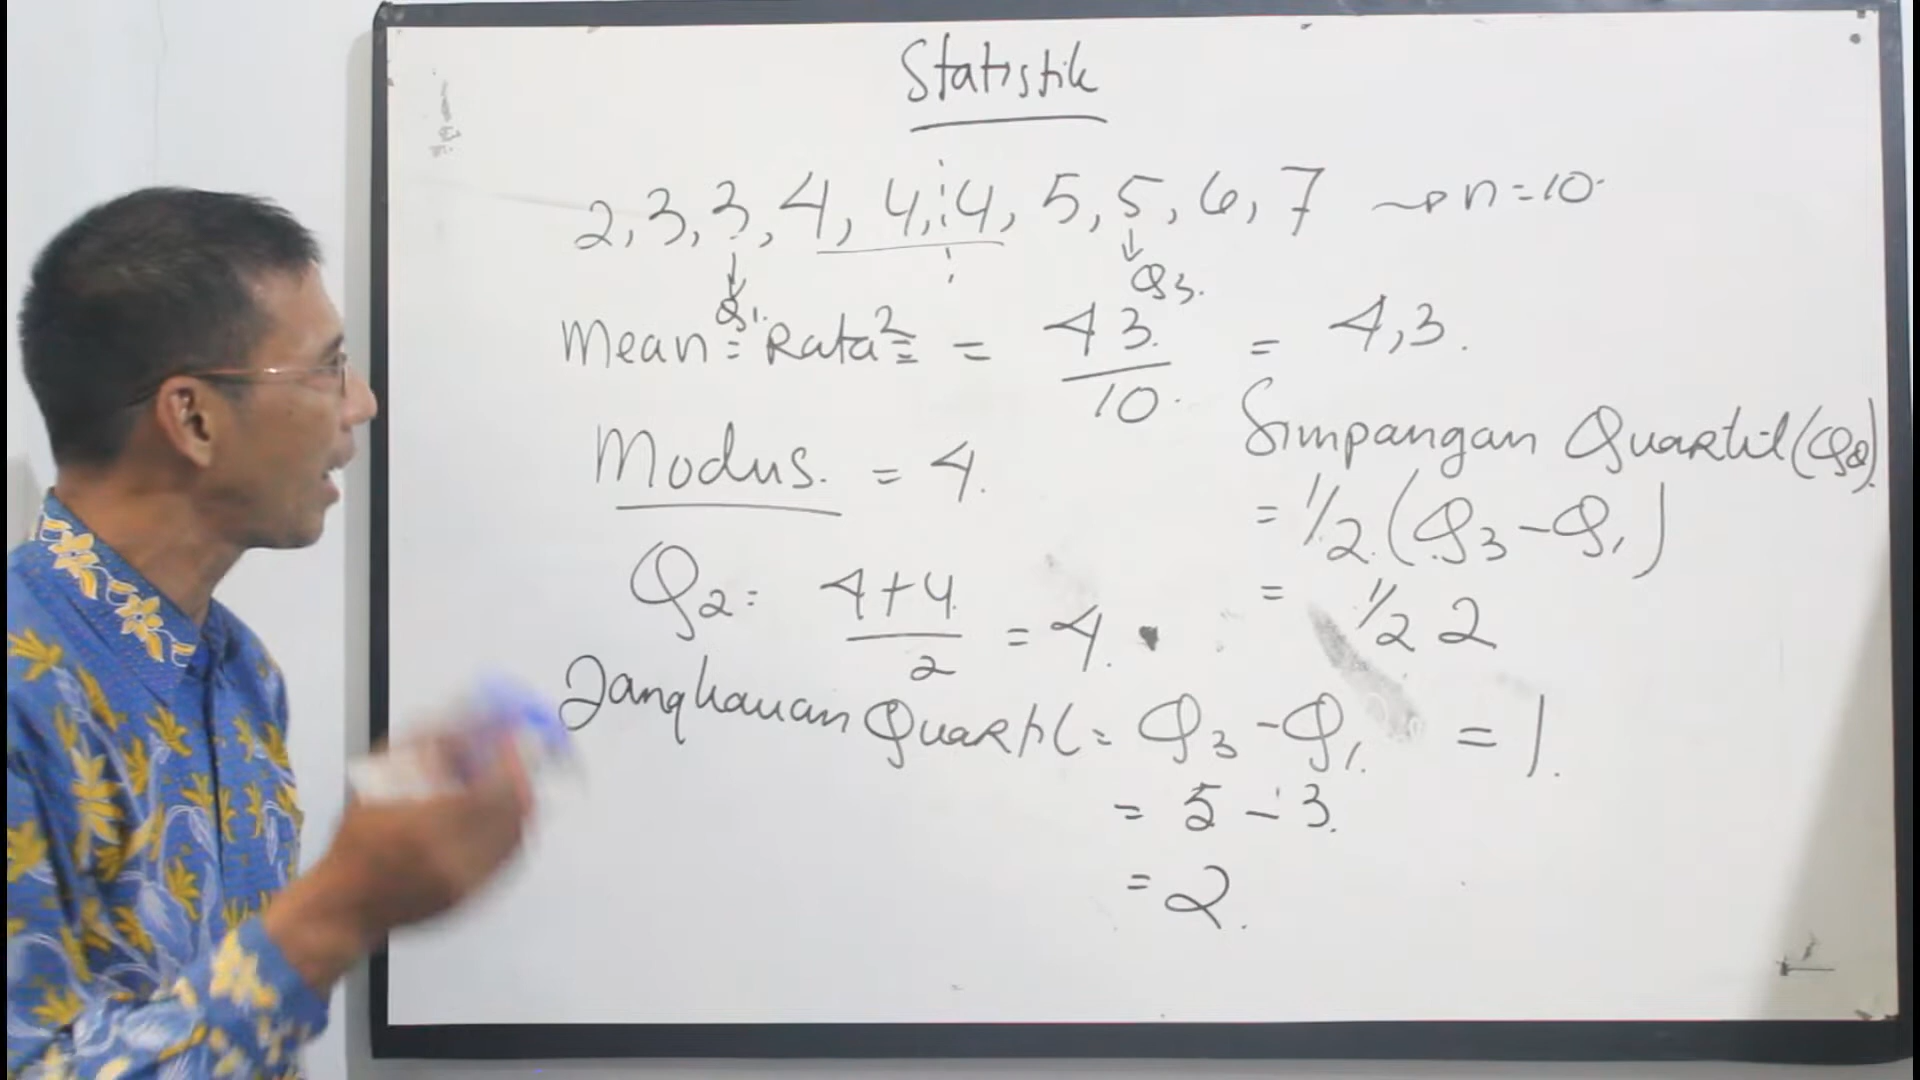 Statistik
2, 3, 3, 4, 4, 4, 5, 5, 6, 7 → n = 10
Q1. Q3.
Mean = Rata² = 43/10 = 4,3.
Modus. = 4.
Simpangan Quartil (Qd)
= 1/2 (Q3 - Q1)
= 1/2 2
= 1.
Q2 = 4+4/2 = 4.
Jangkauan Quartil = Q3 - Q1.
= 5 - 3.
= 2.